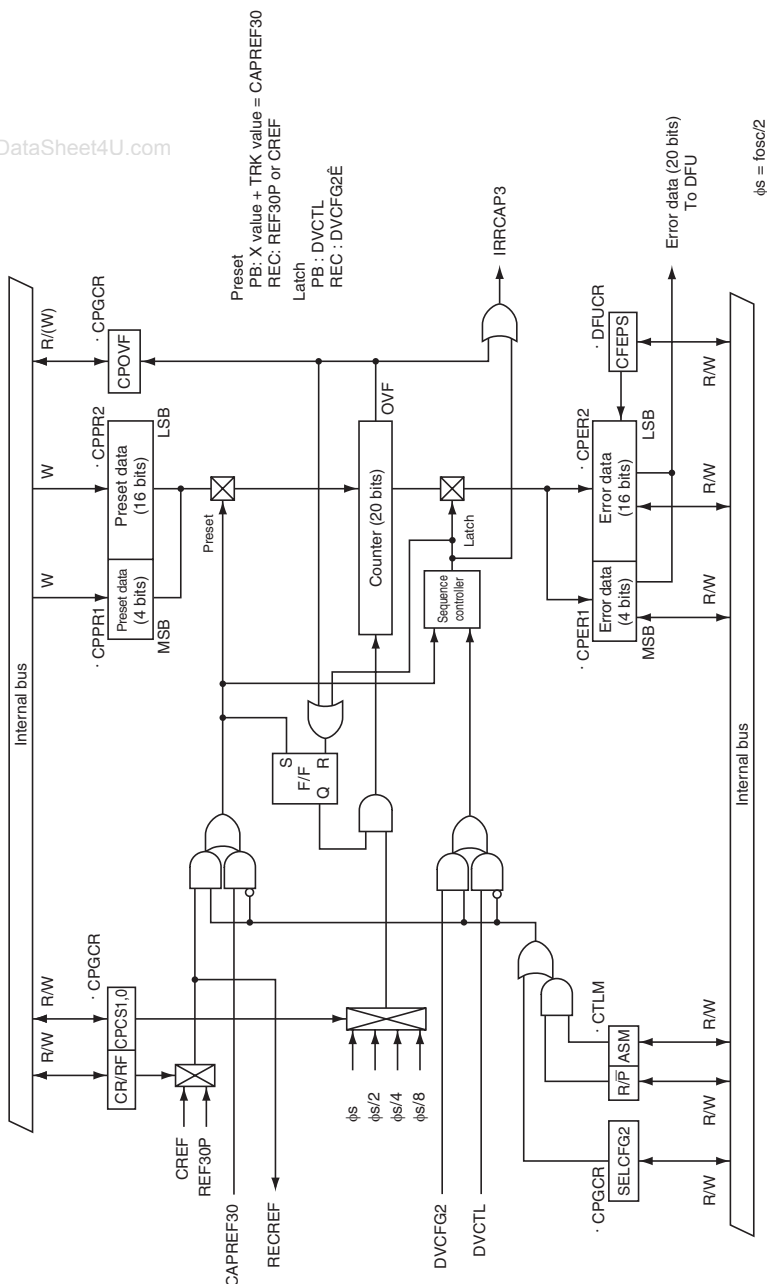 DataSheet4U.com
Internal bus
R/W
R/W
W
W
R/(W)
· CPGCR
CR/RF
CPCS1,0
· CPPR1
Preset data
(4 bits)
MSB
· CPPR2
Preset data
(16 bits)
LSB
· CPGCR
CPOVF
Preset
PB: X value + TRK value = CAPREF30
REC: REF30P or CREF
Latch
PB : DVCTL
REC : DVCFG2Ê
CREF
REF30P
CAPREF30
RECREF
Preset
S
F/F
Q
R
Counter (20 bits)
OVF
φs
φs/2
φs/4
φs/8
Sequence
controller
Latch
IRRCAP3
DVCFG2
DVCTL
· CPGCR
SELCFG2
· CTLM
R/P̅
ASM
· CPER1
Error data
(4 bits)
MSB
· CPER2
Error data
(16 bits)
LSB
· DFUCR
CFEPS
Error data (20 bits)
To DFU
R/W
R/W
R/W
R/W
R/W
R/W
Internal bus
φs = fosc/2